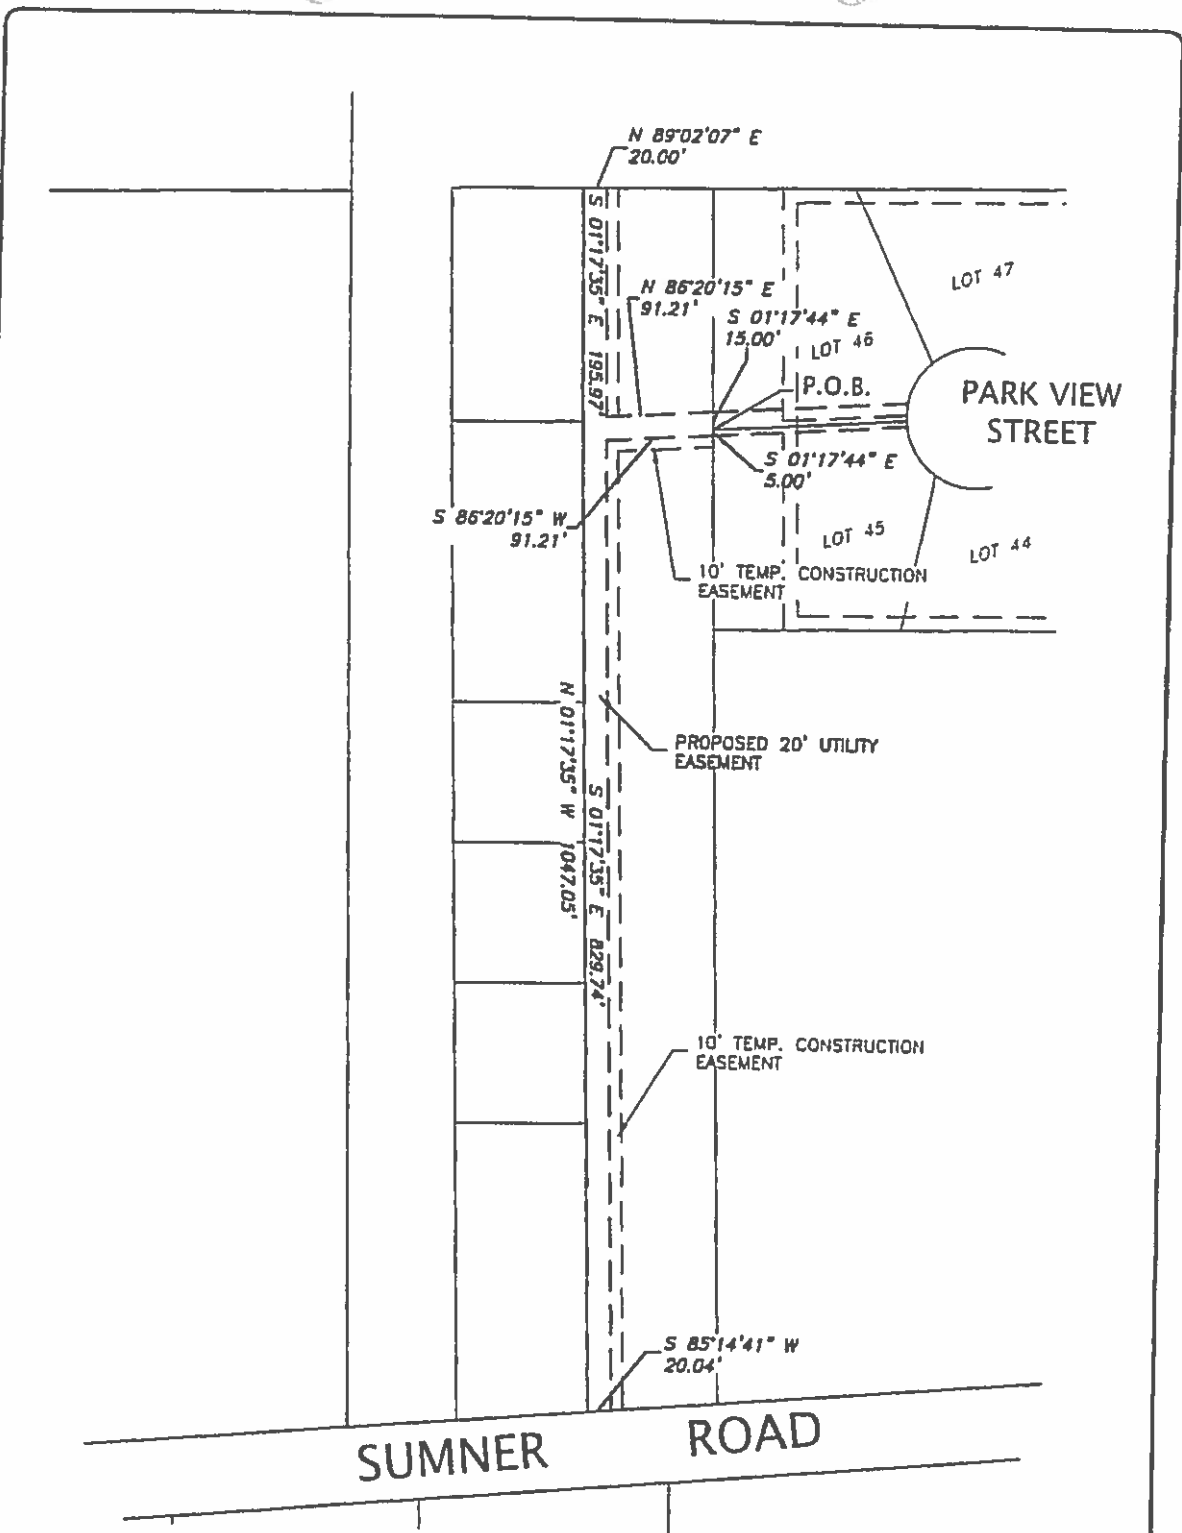 N 89°02'07" E
20.00'
S 01°17'35" E 195.97'
N 86°20'15" E
91.21'
S 01°17'44" E
15.00'
LOT 47
LOT 46
P.O.B.
PARK VIEW
STREET
S 01°17'44" E
5.00'
S 86°20'15" W
91.21'
LOT 45
LOT 44
10' TEMP. CONSTRUCTION
EASEMENT
N 01°17'35" W 1047.05'
PROPOSED 20' UTILITY
EASEMENT
S 01°17'35" E 829.74'
10' TEMP. CONSTRUCTION
EASEMENT
S 85°14'41" W
20.04'
SUMNER ROAD